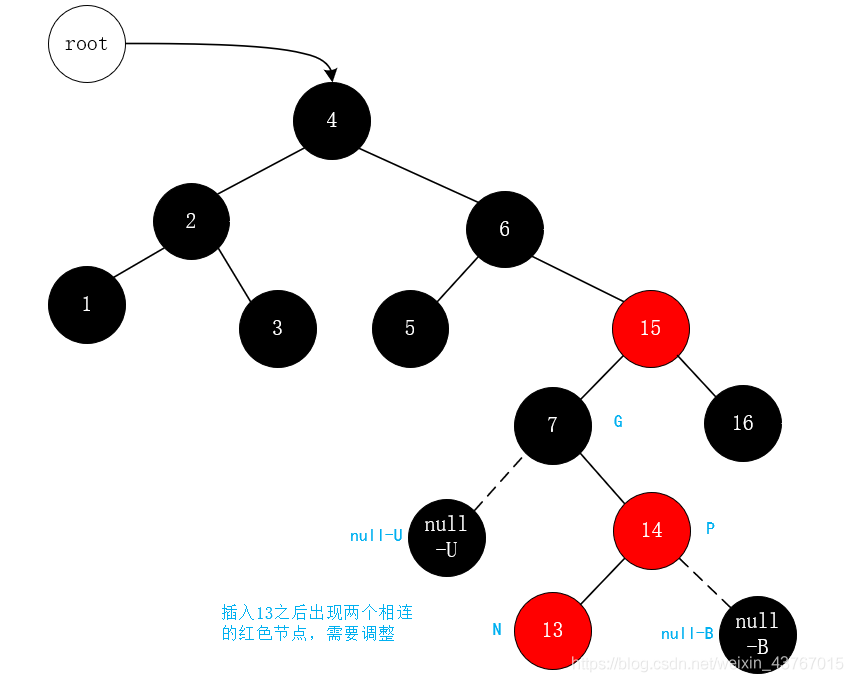 root
4
2
6
1
3
5
15
7
G
16
null-U
null
-U
14
P
插入13之后出现两个相连
的红色节点，需要调整
N
13
null-B
null
-B
https://blog.csdn.net/weixin_43767015